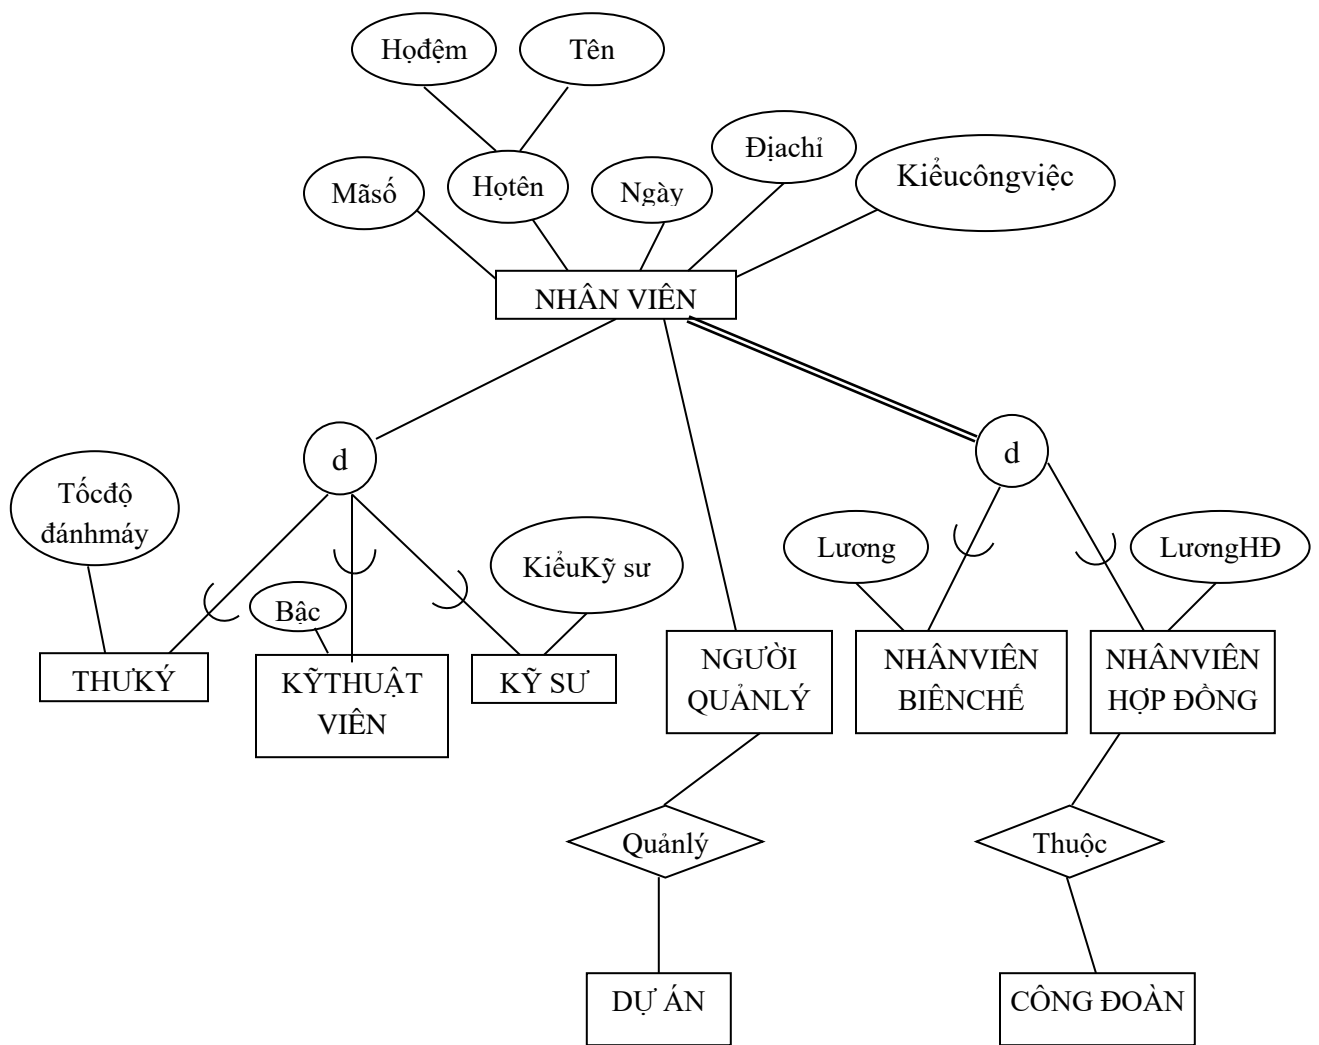 Họđệm
Tên
Địachỉ
Kiểucôngviệc
Mãsố
Họtên
Ngày
NHÂN VIÊN
d
d
Tốcđộ
đánhmáy
KiểuKỹ sư
Lương
LươngHĐ
Bậc
THƯKÝ
KỸTHUẬT
VIÊN
KỸ SƯ
NGƯỜI
QUẢNLÝ
NHÂNVIÊN
BIÊNCHẾ
NHÂNVIÊN
HỢP ĐỒNG
Quảnlý
Thuộc
DỰ ÁN
CÔNG ĐOÀN